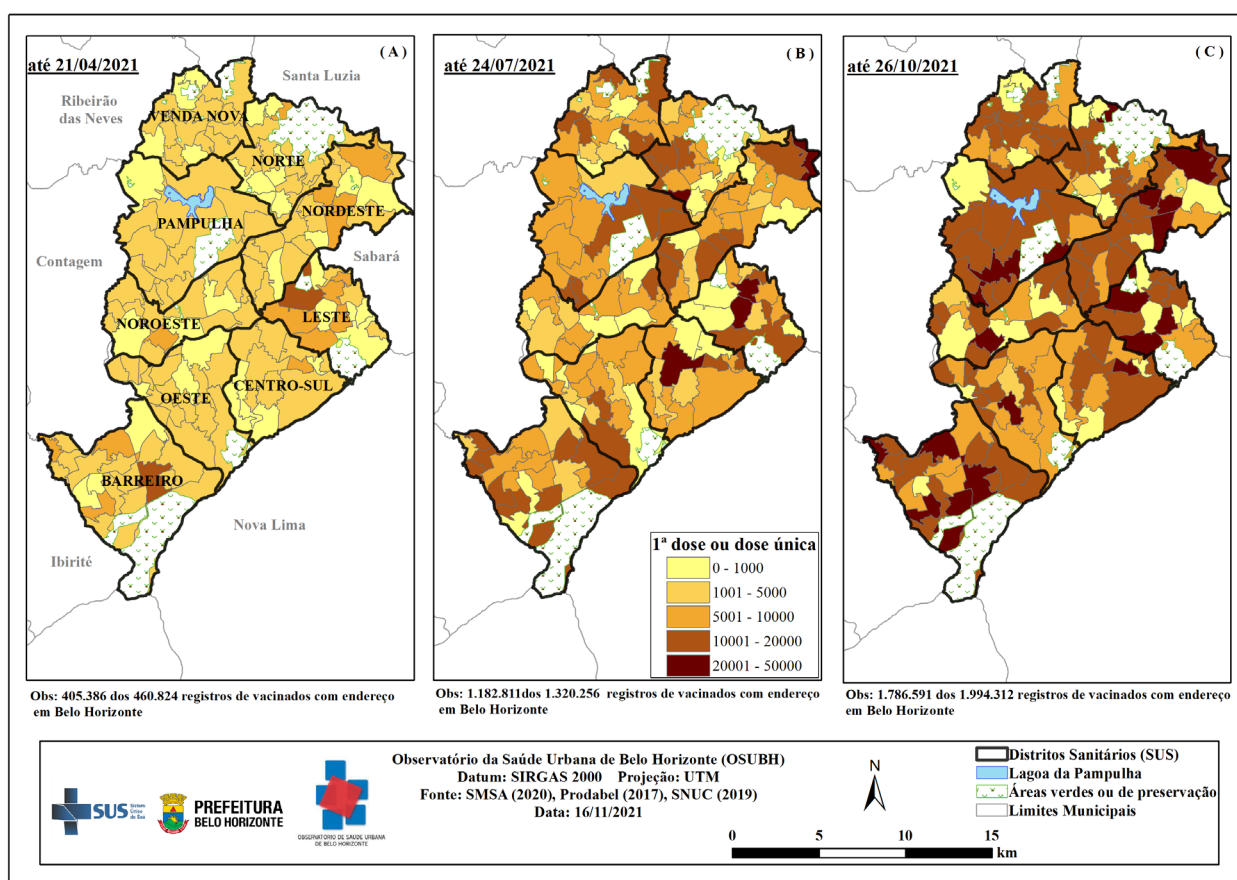 até 21/04/2021
( A )
Santa Luzia
Ribeirão
das Neves
VENDA NOVA
NORTE
NORDESTE
PAMPULHA
Contagem
Sabará
NOROESTE
LESTE
CENTRO-SUL
OESTE
BARREIRO
Nova Lima
Ibirité
Obs: 405.386 dos 460.824 registros de vacinados com endereço
em Belo Horizonte
até 24/07/2021
( B )
1ª dose ou dose única
0 - 1000
1001 - 5000
5001 - 10000
10001 - 20000
20001 - 50000
Obs: 1.182.811dos 1.320.256 registros de vacinados com endereço
em Belo Horizonte
até 26/10/2021
( C )
Obs: 1.786.591 dos 1.994.312 registros de vacinados com endereço
em Belo Horizonte
SUS
Sistema
Único
de Saúde
PREFEITURA
BELO HORIZONTE
OBSERVATÓRIO DE SAÚDE URBANA
DE BELO HORIZONTE
Observatório da Saúde Urbana de Belo Horizonte (OSUBH)
Datum: SIRGAS 2000 Projeção: UTM
Fonte: SMSA (2020), Prodabel (2017), SNUC (2019)
Data: 16/11/2021
N
0 5 10 15
km
Distritos Sanitários (SUS)
Lagoa da Pampulha
Áreas verdes ou de preservação
Limites Municipais